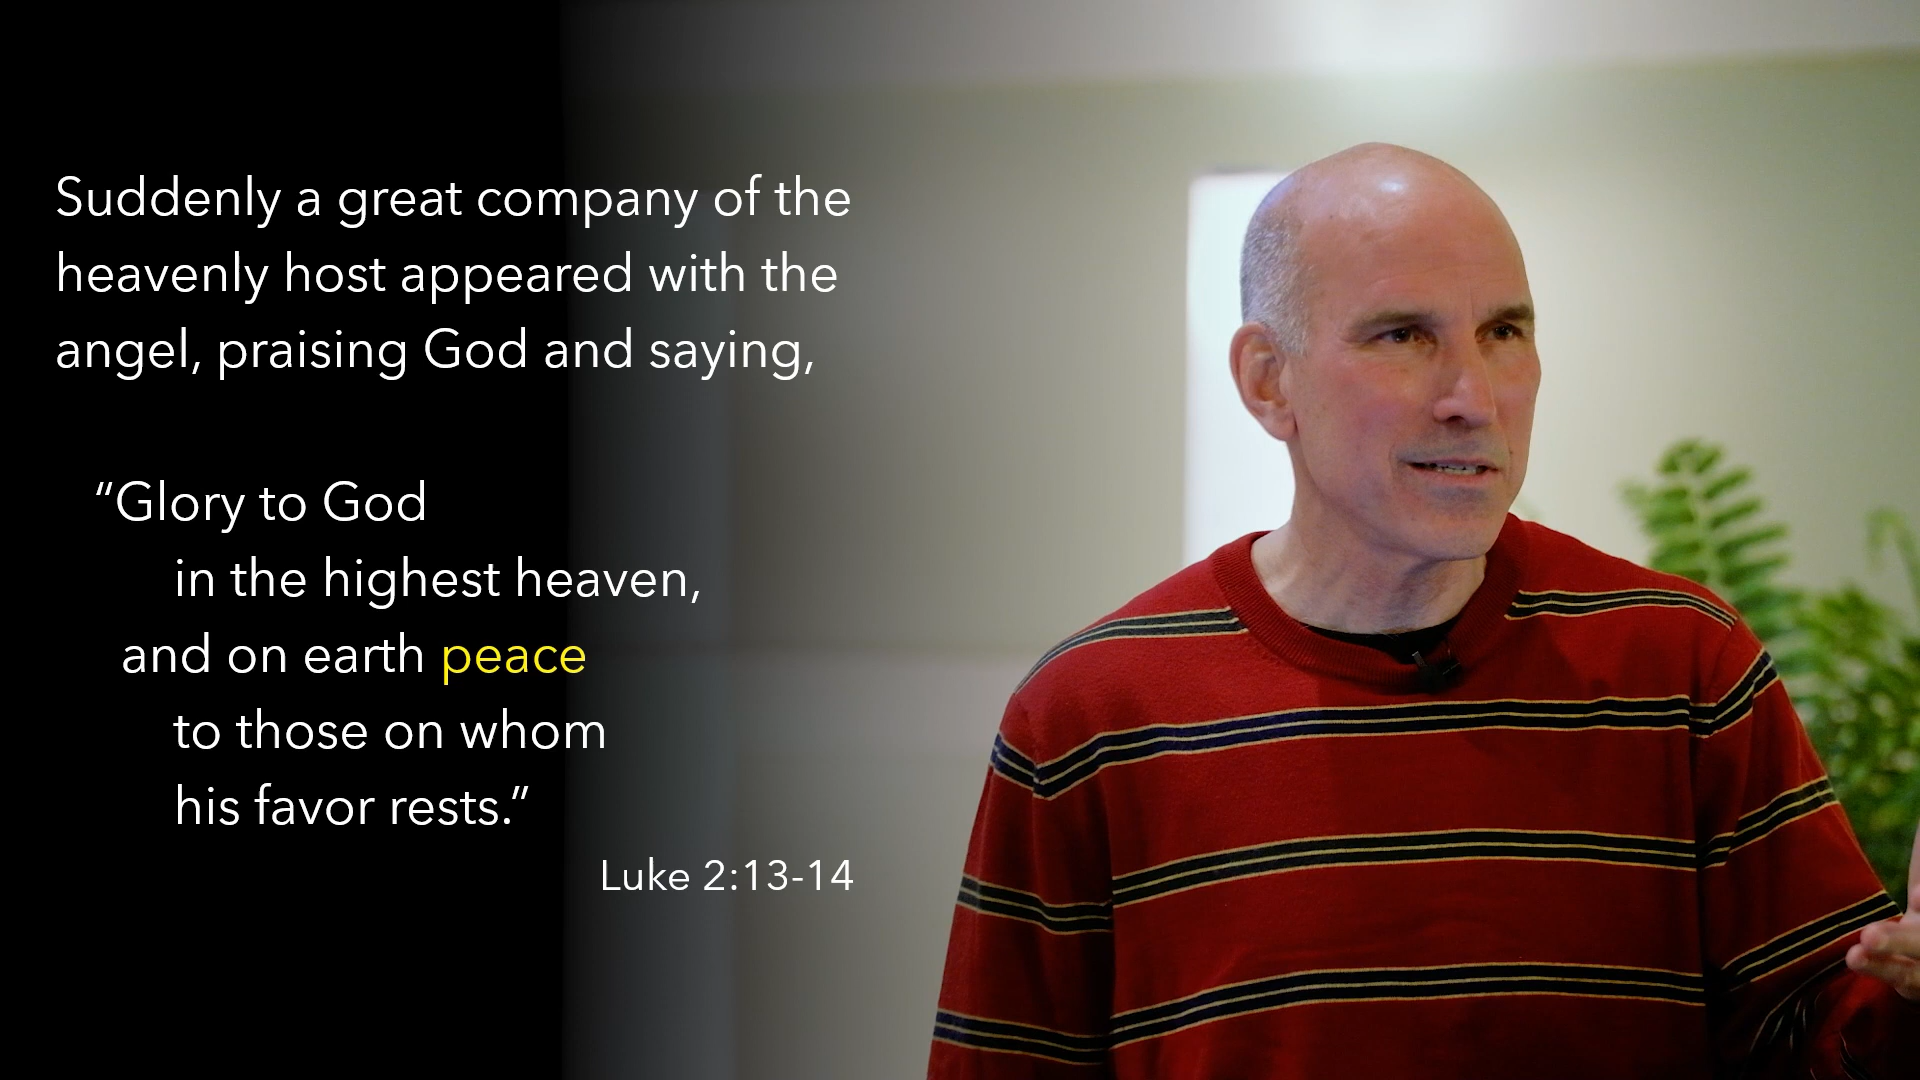 Suddenly a great company of the
heavenly host appeared with the
angel, praising God and saying,
“Glory to God
in the highest heaven,
and on earth peace
to those on whom
his favor rests.”
Luke 2:13-14